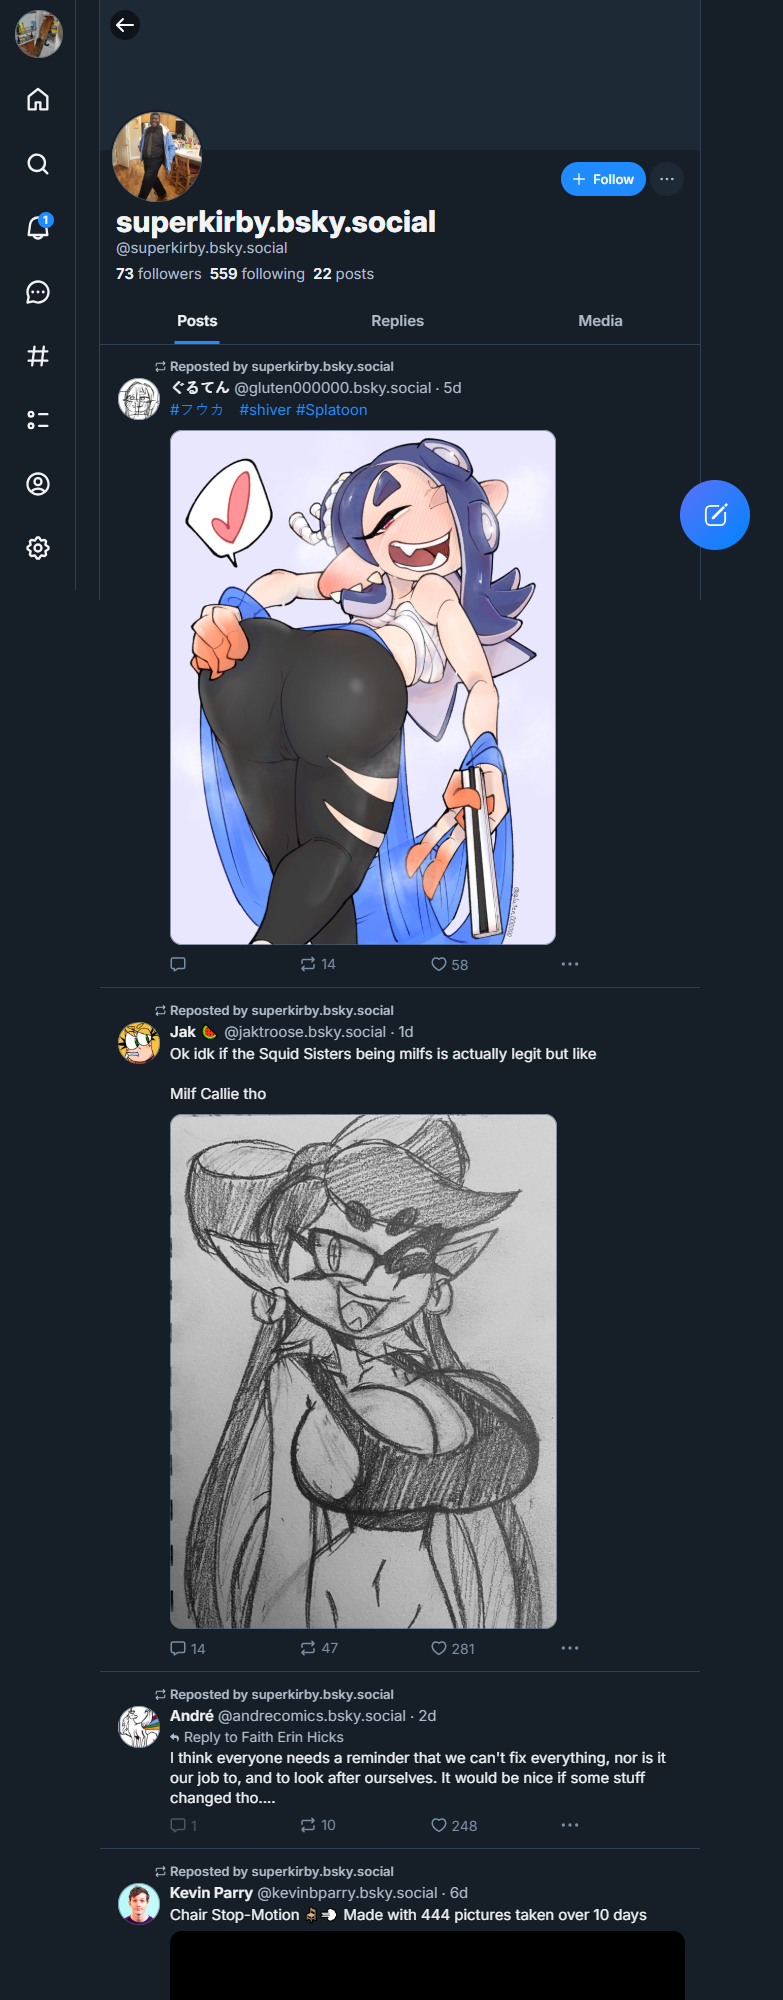 1
+ Follow
superkirby.bsky.social
@superkirby.bsky.social
73 followers 559 following 22 posts
Posts Replies Media
Reposted by superkirby.bsky.social
ぐるてん @gluten000000.bsky.social · 5d
#フウカ #shiver #Splatoon
14 58
Reposted by superkirby.bsky.social
Jak 🍉 @jaktroose.bsky.social · 1d
Ok idk if the Squid Sisters being milfs is actually legit but like
Milf Callie tho
14 47 281
Reposted by superkirby.bsky.social
André @andrecomics.bsky.social · 2d
Reply to Faith Erin Hicks
I think everyone needs a reminder that we can't fix everything, nor is it
our job to, and to look after ourselves. It would be nice if some stuff
changed tho....
1 10 248
Reposted by superkirby.bsky.social
Kevin Parry @kevinbparry.bsky.social · 6d
Chair Stop-Motion 🪑💨 Made with 444 pictures taken over 10 days